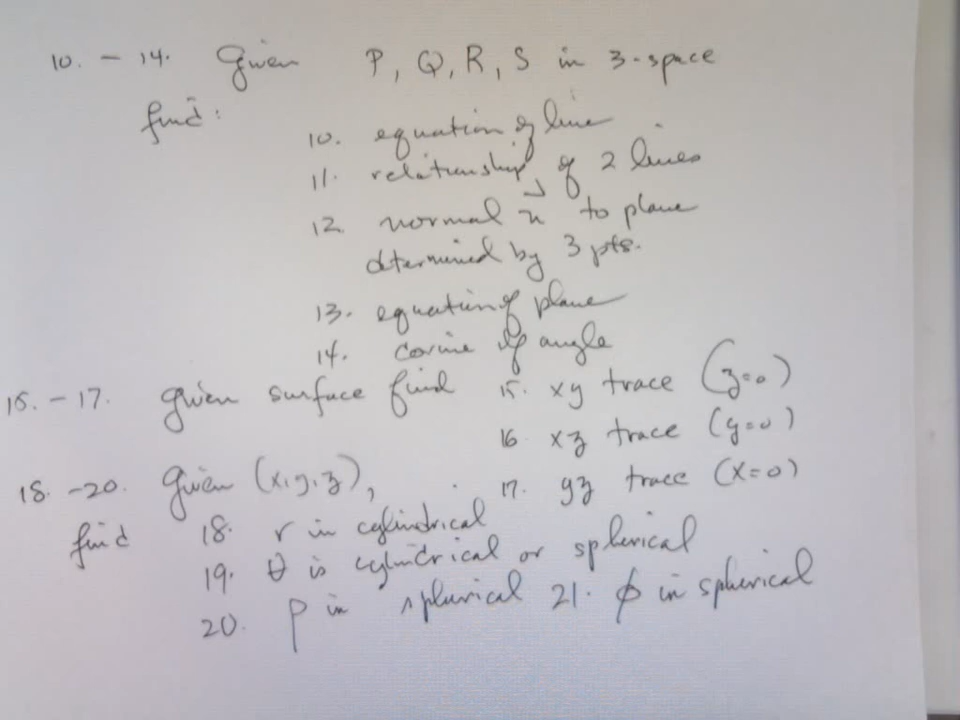 10. - 14. Given P, Q, R, S in 3-space
find:
10. equation of line
11. relationship of 2 lines
12. normal n to plane
determined by 3 pts.
13. equation of plane
14. cosine of angle
15. - 17. given surface find 15. xy trace (z=0)
16 xz trace (y=0)
17. yz trace (x=0)
18. - 20. Given (x,y,z),
find 18. r in cylindrical
19. θ is cylindrical or spherical
20. ρ in spherical 21. ϕ in spherical